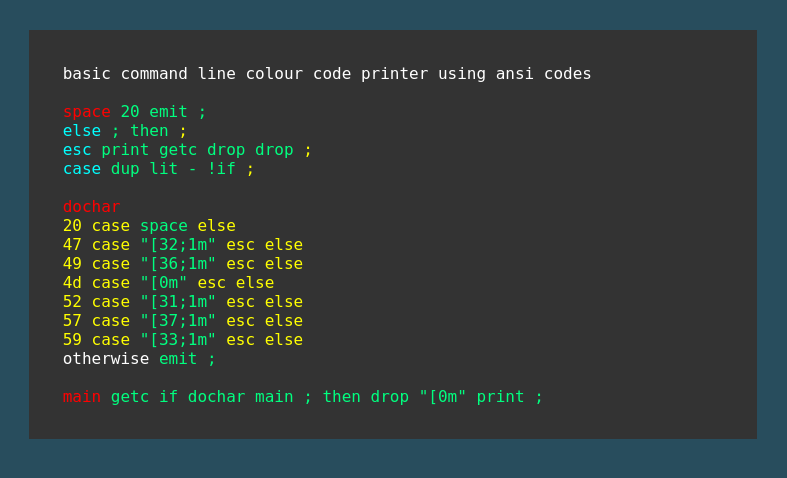 basic command line colour code printer using ansi codes
space 20 emit ;
else ; then ;
esc print getc drop drop ;
case dup lit - !if ;
dochar
20 case space else
47 case "[32;1m" esc else
49 case "[36;1m" esc else
4d case "[0m" esc else
52 case "[31;1m" esc else
57 case "[37;1m" esc else
59 case "[33;1m" esc else
otherwise emit ;
main getc if dochar main ; then drop "[0m" print ;